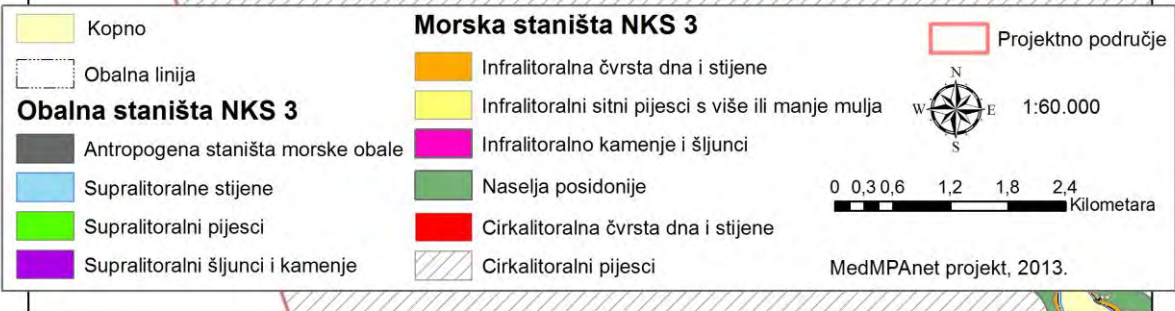 Kopno
Obalna linija
Obalna staništa NKS 3
Antropogena staništa morske obale
Supralitoralne stijene
Supralitoralni pijesci
Supralitoralni šljunci i kamenje
Morska staništa NKS 3
Infralitoralna čvrsta dna i stijene
Infralitoralni sitni pijesci s više ili manje mulja
Infralitoralno kamenje i šljunci
Naselja posidonije
Cirkalitoralna čvrsta dna i stijene
Cirkalitoralni pijesci
Projektno područje
N
W E 1:60.000
S
0 0,3 0,6 1,2 1,8 2,4
Kilometara
MedMPAnet projekt, 2013.